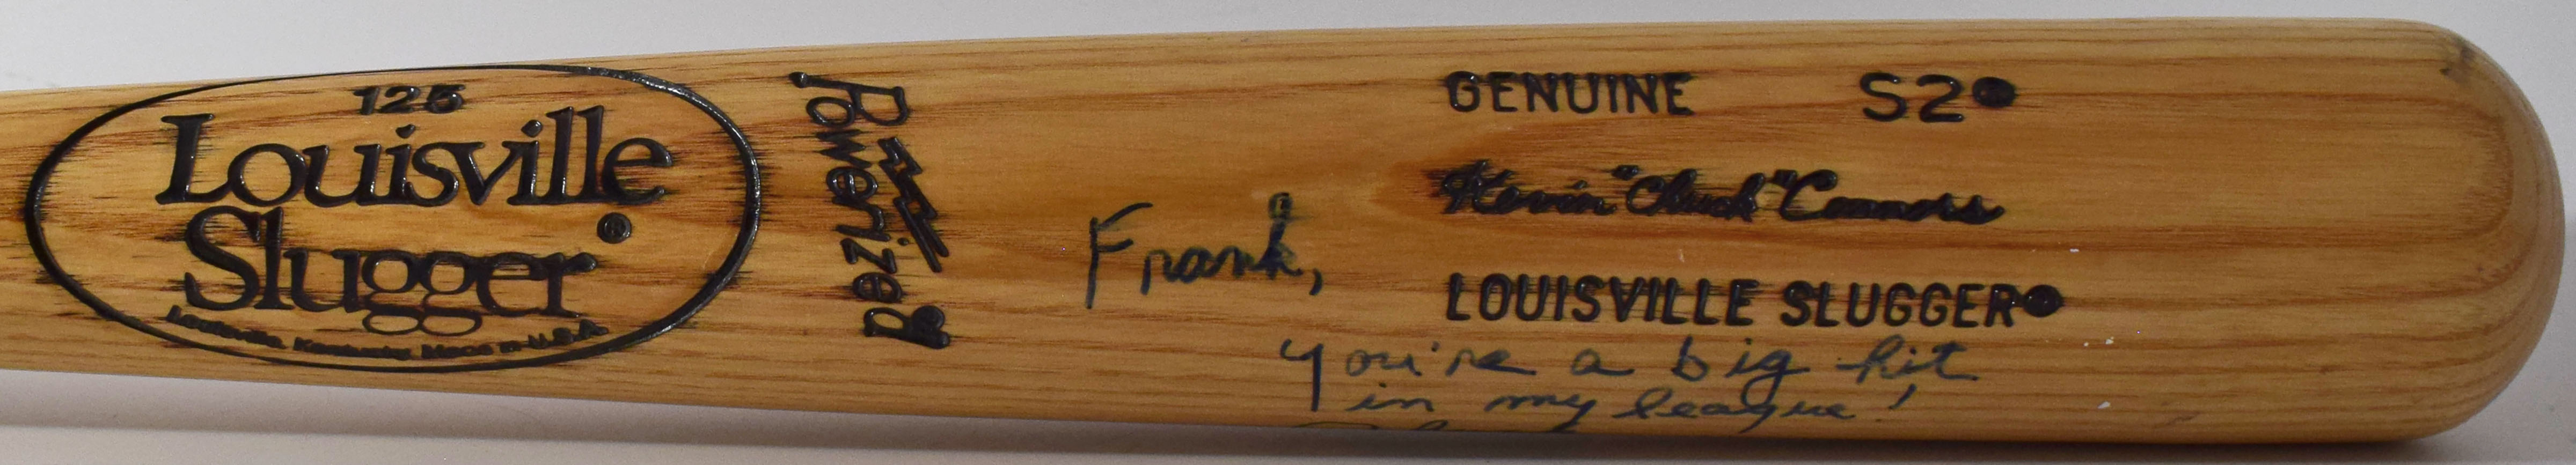 125
Louisville
Slugger®
Louisville, Kentucky Made in U.S.A.
Powerized
GENUINE S2
Kevin "Chuck" Connors
LOUISVILLE SLUGGER
Frank,
You're a big hit
in my league!